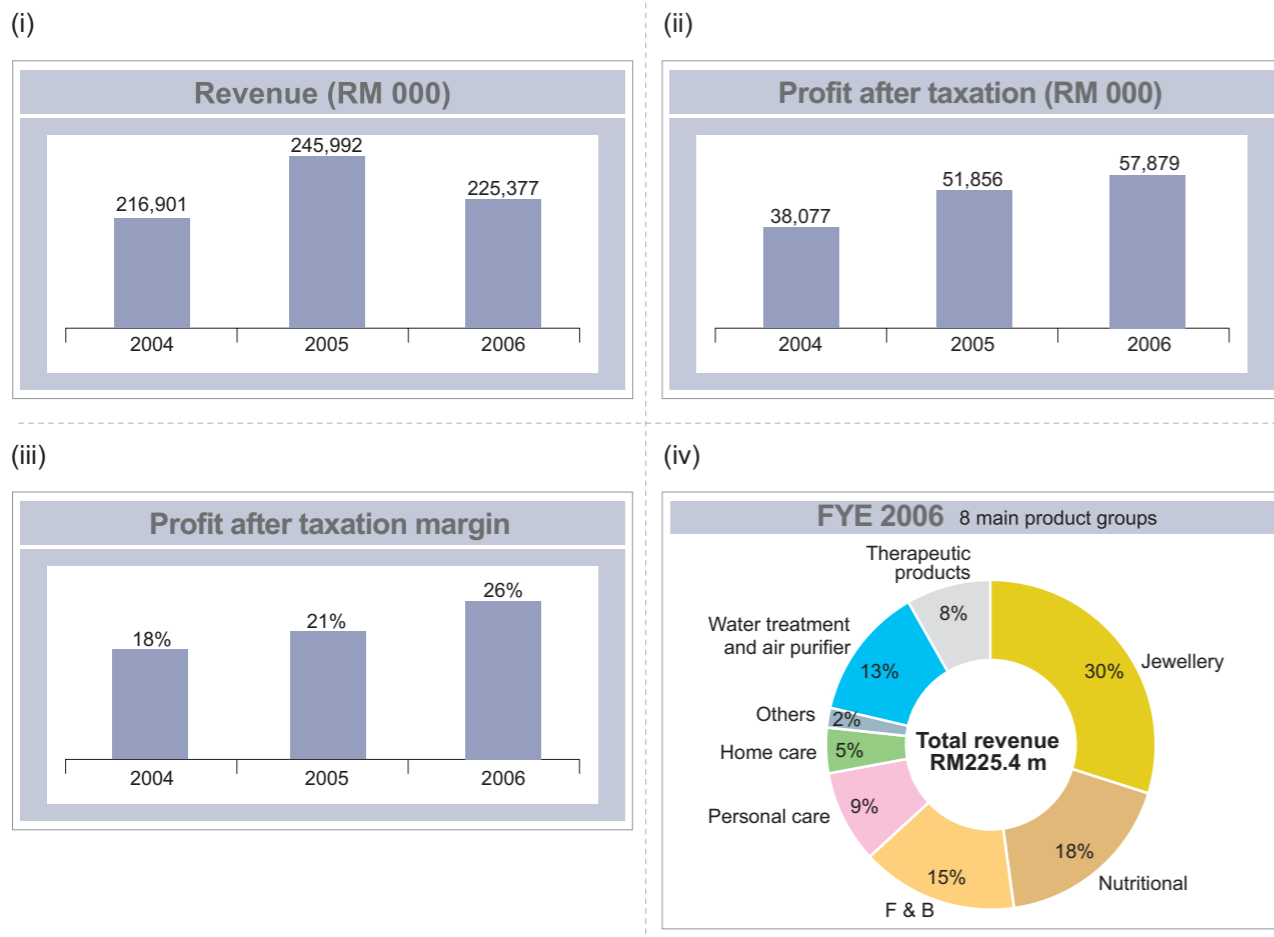 (i)
Revenue (RM 000)
216,901
245,992
225,377
2004
2005
2006
(ii)
Profit after taxation (RM 000)
38,077
51,856
57,879
2004
2005
2006
(iii)
Profit after taxation margin
18%
21%
26%
2004
2005
2006
(iv)
FYE 2006 8 main product groups
Therapeutic
products
8%
Water treatment
and air purifier
13%
30%
Jewellery
Others
2%
Home care
5%
Total revenue
RM225.4 m
Personal care
9%
15%
18%
Nutritional
F & B